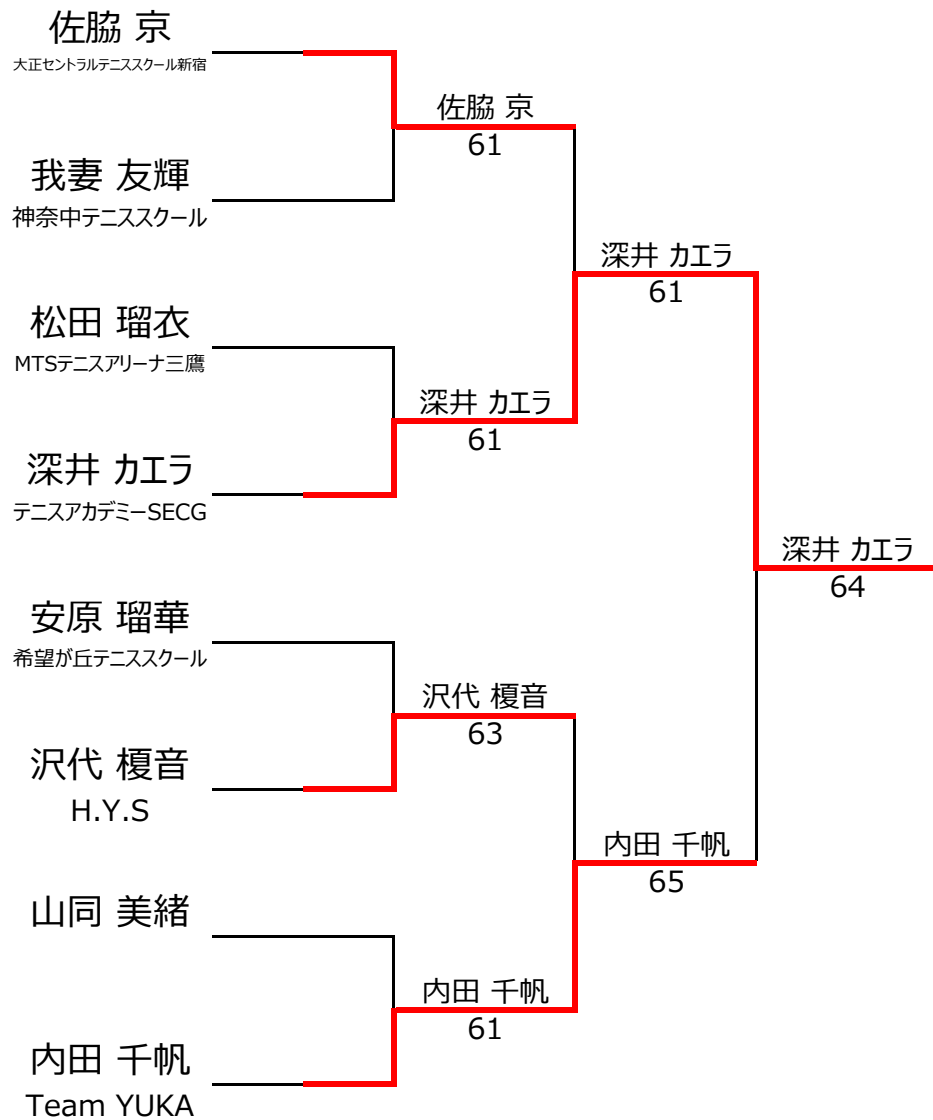 佐脇 京
大正セントラルテニススクール新宿
佐脇 京
61
我妻 友輝
神奈中テニススクール
深井 カエラ
61
松田 瑠衣
MTSテニスアリーナ三鷹
深井 カエラ
61
深井 カエラ
テニスアカデミーSECG
深井 カエラ
64
安原 瑠華
希望が丘テニススクール
沢代 榎音
63
沢代 榎音
H.Y.S
内田 千帆
65
山同 美緒
内田 千帆
61
内田 千帆
Team YUKA